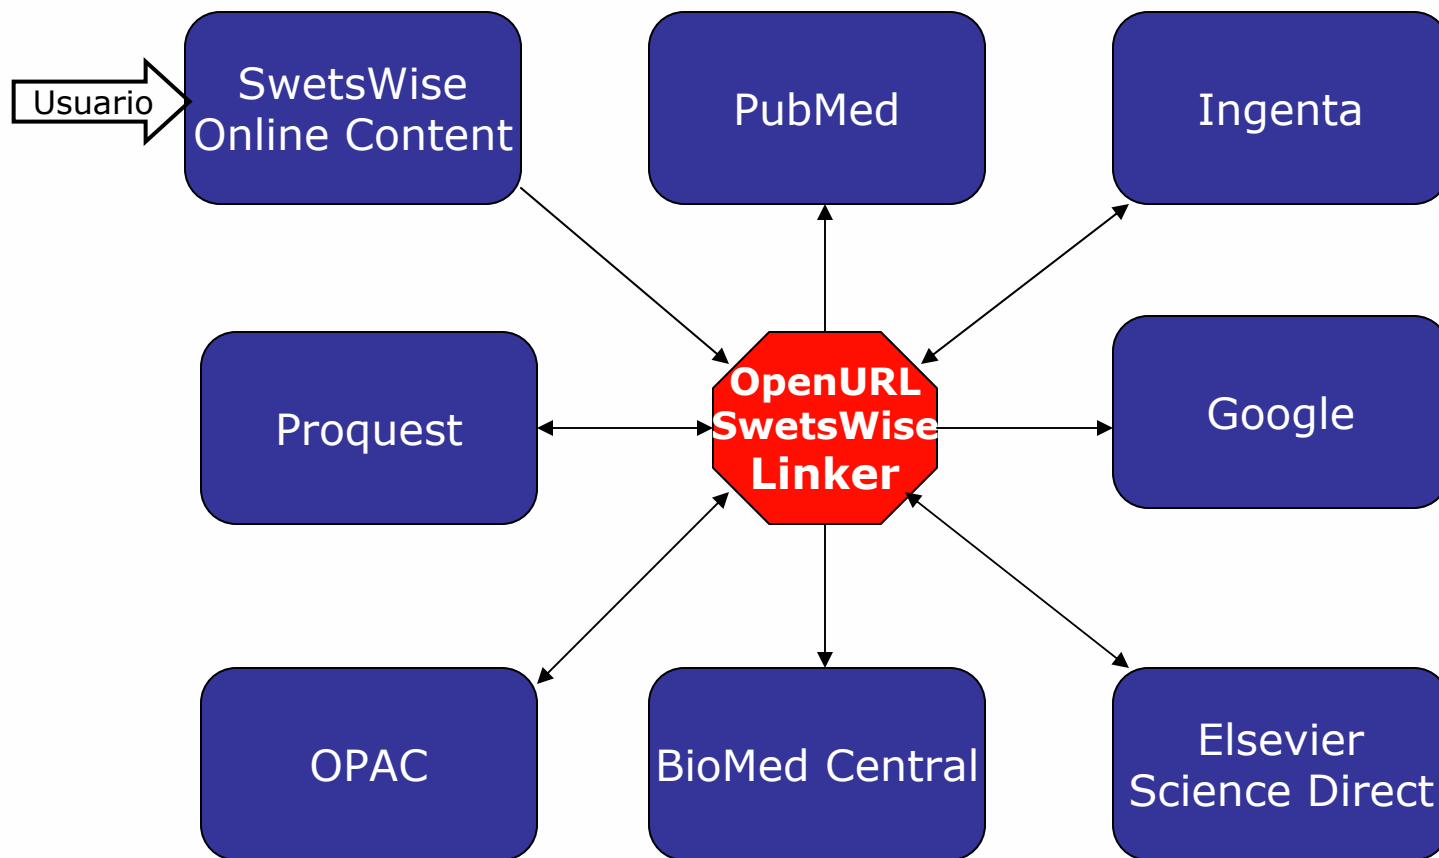 Usuario
SwetsWise
Online Content
PubMed
Ingenta
Proquest
OpenURL
SwetsWise
Linker
Google
OPAC
BioMed Central
Elsevier
Science Direct